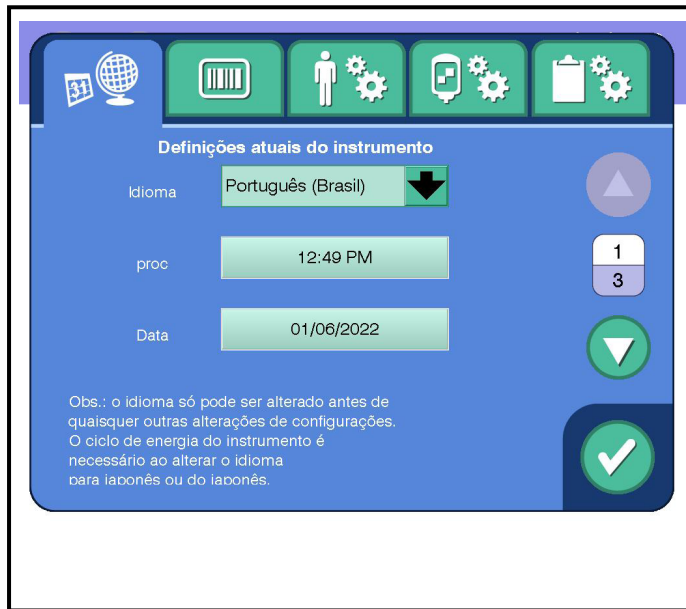 31
Definições atuais do instrumento
Idioma
Português (Brasil)
proc
12:49 PM
1
3
Data
01/06/2022
Obs.: o idioma só pode ser alterado antes de
quaisquer outras alterações de configurações.
O ciclo de energia do instrumento é
necessário ao alterar o idioma
para japonês ou do japonês.